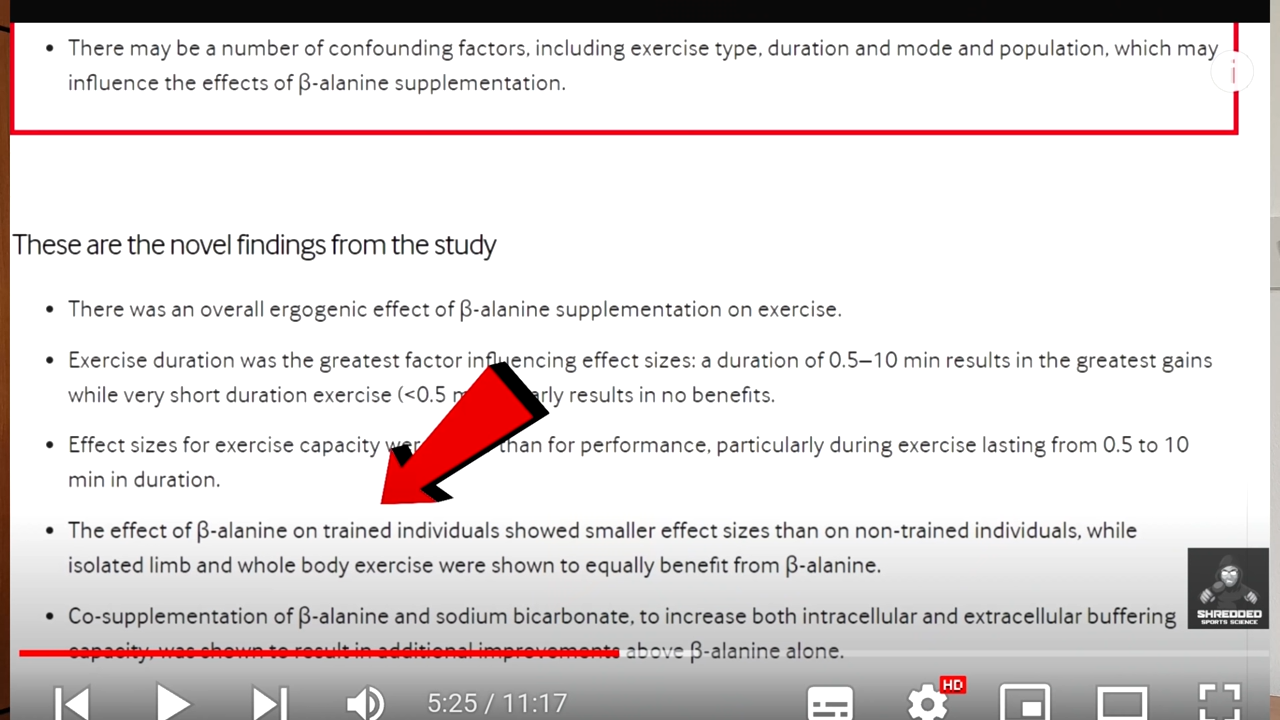 • There may be a number of confounding factors, including exercise type, duration and mode and population, which may
influence the effects of β-alanine supplementation.
These are the novel findings from the study
• There was an overall ergogenic effect of β-alanine supplementation on exercise.
• Exercise duration was the greatest factor influencing effect sizes: a duration of 0.5–10 min results in the greatest gains
while very short duration exercise (<0.5 results in no benefits.
• Effect sizes for exercise capacity than for performance, particularly during exercise lasting from 0.5 to 10
min in duration.
• The effect of β-alanine on trained individuals showed smaller effect sizes than on non-trained individuals, while
isolated limb and whole body exercise were shown to equally benefit from β-alanine.
• Co-supplementation of β-alanine and sodium bicarbonate, to increase both intracellular and extracellular buffering
capacity, was shown to result in additional improvements above β-alanine alone.
SHREDDED
SPORTS SCIENCE
HD
5:25 / 11:17